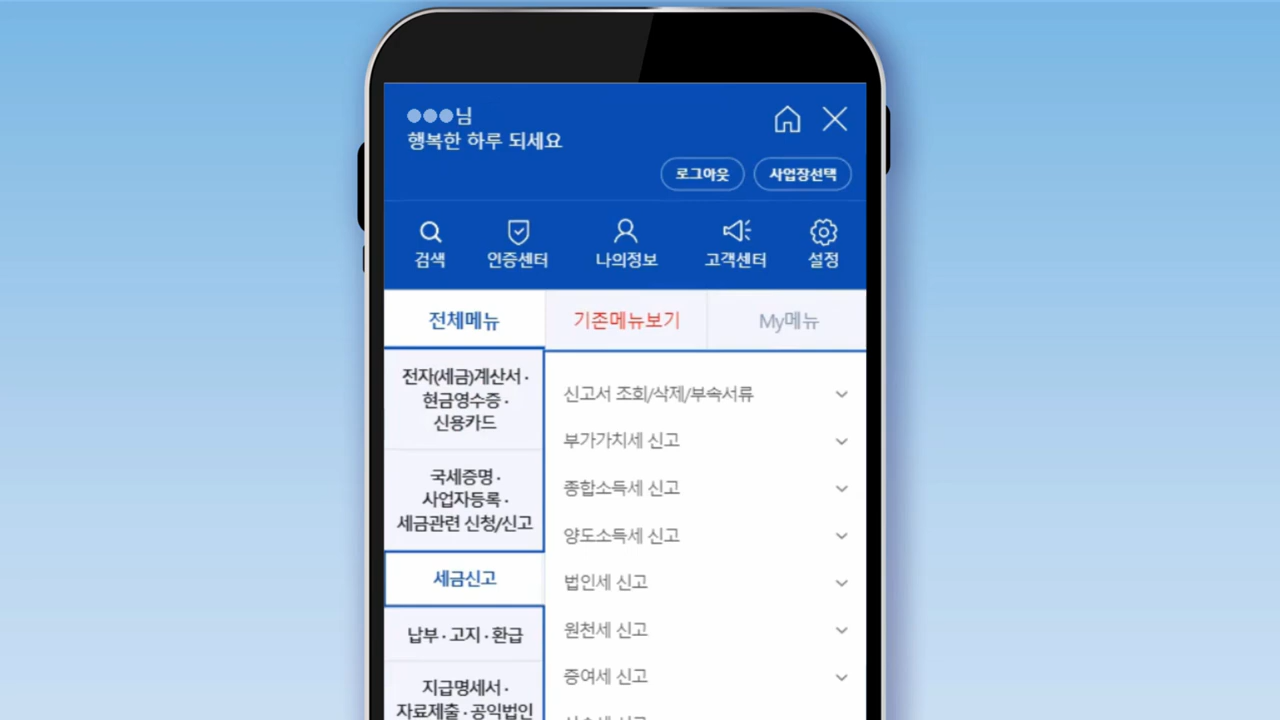 ●●●님
행복한 하루 되세요
로그아웃
사업장선택
검색
인증센터
나의정보
고객센터
설정
전체메뉴
기존메뉴보기
My메뉴
전자(세금)계산서·
현금영수증·
신용카드
국세증명·
사업자등록·
세금관련 신청/신고
세금신고
납부·고지·환급
지급명세서·
자료제출·공익법인
신고서 조회/삭제/부속서류
부가가치세 신고
종합소득세 신고
양도소득세 신고
법인세 신고
원천세 신고
증여세 신고